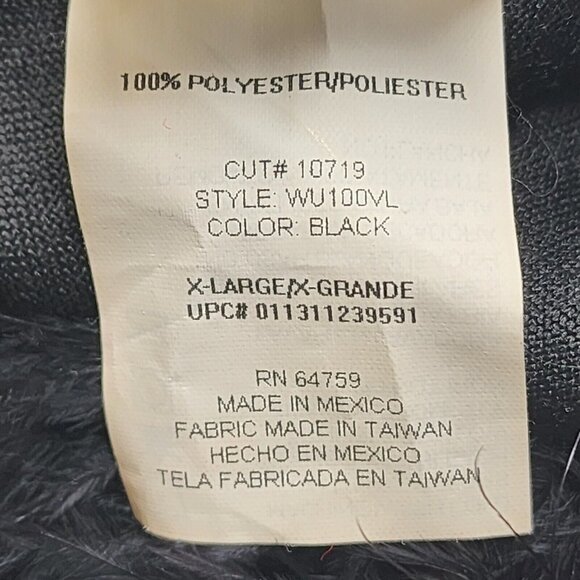 100% POLYESTER/POLIESTER
CUT# 10719
STYLE: WU100VL
COLOR: BLACK
X-LARGE/X-GRANDE
UPC# 011311239591
RN 64759
MADE IN MEXICO
FABRIC MADE IN TAIWAN
HECHO EN MEXICO
TELA FABRICADA EN TAIWAN